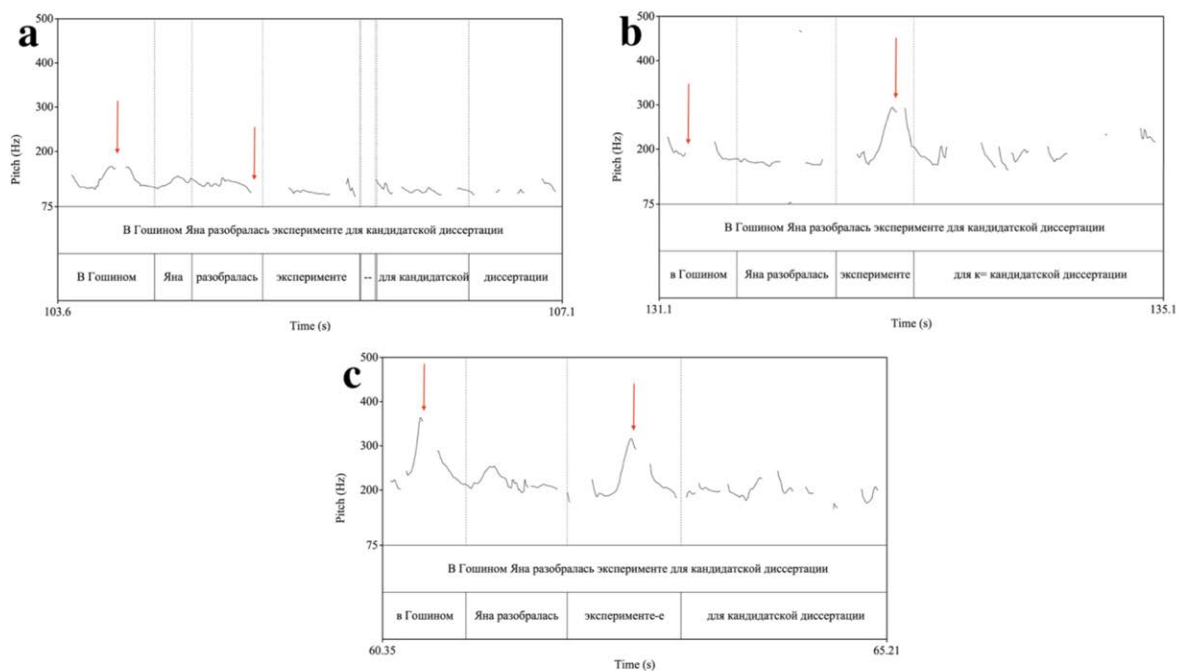 a
500
400
300
200
75
Pitch (Hz)
В Гошином Яна разобралась эксперименте для кандидатской диссертации
В Гошином Яна разобралась эксперименте -- для кандидатской диссертации
103.6 107.1
Time (s)
b
500
400
300
200
75
Pitch (Hz)
В Гошином Яна разобралась эксперименте для кандидатской диссертации
в Гошином Яна разобралась эксперименте для к= кандидатской диссертации
131.1 135.1
Time (s)
c
500
400
300
200
75
Pitch (Hz)
В Гошином Яна разобралась эксперименте для кандидатской диссертации
в Гошином Яна разобралась эксперименте-е для кандидатской диссертации
60.35 65.21
Time (s)